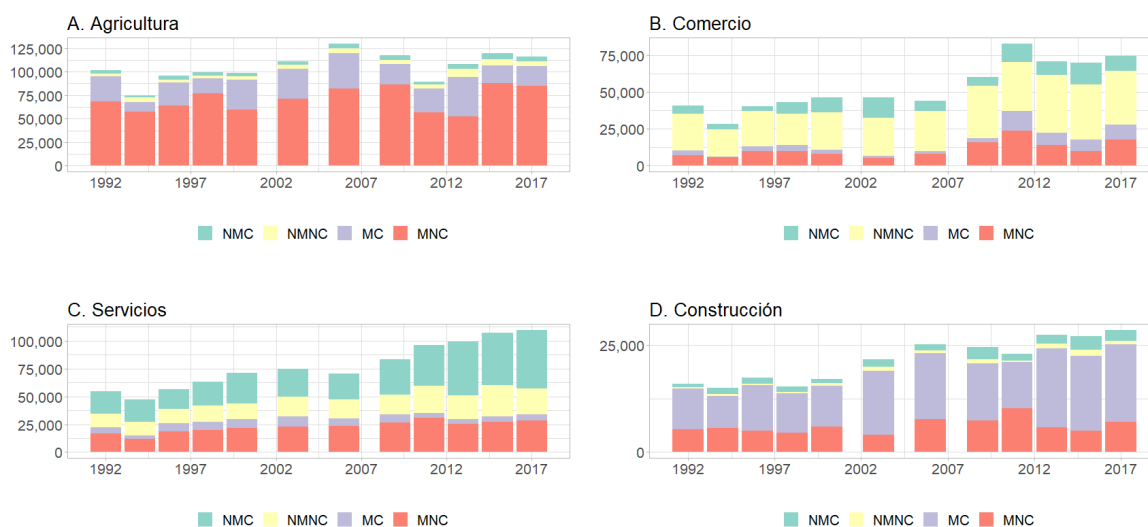 A. Agricultura
125,000
100,000
75,000
50,000
25,000
0
1992 1997 2002 2007 2012 2017
NMC NMNC MC MNC
B. Comercio
75,000
50,000
25,000
0
1992 1997 2002 2007 2012 2017
NMC NMNC MC MNC
C. Servicios
100,000
75,000
50,000
25,000
0
1992 1997 2002 2007 2012 2017
NMC NMNC MC MNC
D. Construcción
25,000
0
1992 1997 2002 2007 2012 2017
NMC NMNC MC MNC